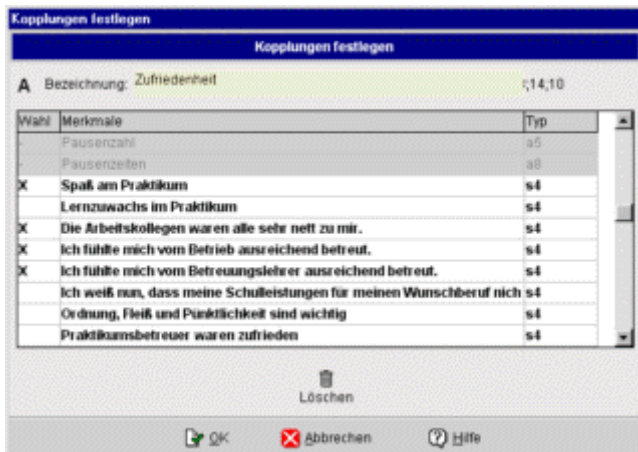 Kopplungen festlegen
Kopplungen festlegen
A Bezeichnung: Zufriedenheit ;14;10
Wahl Merkmale Typ
- Pausenzahl a5
- Pausenzeiten a8
X Spaß am Praktikum s4
Lernzuwachs im Praktikum s4
X Die Arbeitskollegen waren alle sehr nett zu mir. s4
X Ich fühlte mich vom Betrieb ausreichend betreut. s4
X Ich fühlte mich vom Betreuungslehrer ausreichend betreut. s4
Ich weiß nun, dass meine Schulleistungen für meinen Wunschberuf nich s4
Ordnung, Fleiß und Pünktlichkeit sind wichtig s4
Praktikumsbetreuer waren zufrieden s4
Löschen
OK Abbrechen Hilfe